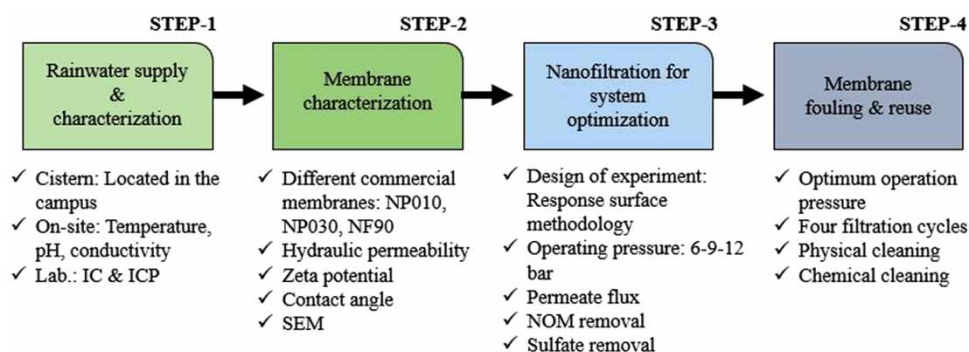 STEP-1
Rainwater supply
&
characterization
✓ Cistern: Located in the
campus
✓ On-site: Temperature,
pH, conductivity
✓ Lab.: IC & ICP
STEP-2
Membrane
characterization
✓ Different commercial
membranes: NP010,
NP030, NF90
✓ Hydraulic permeability
✓ Zeta potential
✓ Contact angle
✓ SEM
STEP-3
Nanofiltration for
system
optimization
✓ Design of experiment:
Response surface
methodology
✓ Operating pressure: 6-9-12
bar
✓ Permeate flux
✓ NOM removal
✓ Sulfate removal
STEP-4
Membrane
fouling & reuse
✓ Optimum operation
pressure
✓ Four filtration cycles
✓ Physical cleaning
✓ Chemical cleaning